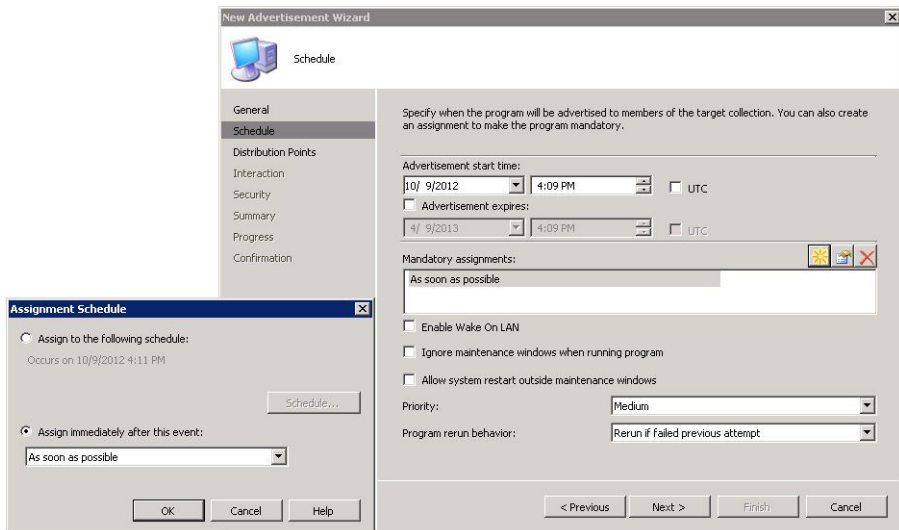 New Advertisement Wizard
Schedule
General
Schedule
Distribution Points
Interaction
Security
Summary
Progress
Confirmation
Specify when the program will be advertised to members of the target collection. You can also create
an assignment to make the program mandatory.
Advertisement start time:
10/ 9/2012 4:09 PM UTC
Advertisement expires:
4/ 9/2013 4:09 PM UTC
Mandatory assignments:
As soon as possible
Enable Wake On LAN
Ignore maintenance windows when running program
Allow system restart outside maintenance windows
Priority: Medium
Program rerun behavior: Rerun if failed previous attempt
< Previous Next > Finish Cancel
Assignment Schedule
Assign to the following schedule:
Occurs on 10/9/2012 4:11 PM
Schedule...
Assign immediately after this event:
As soon as possible
OK Cancel Help